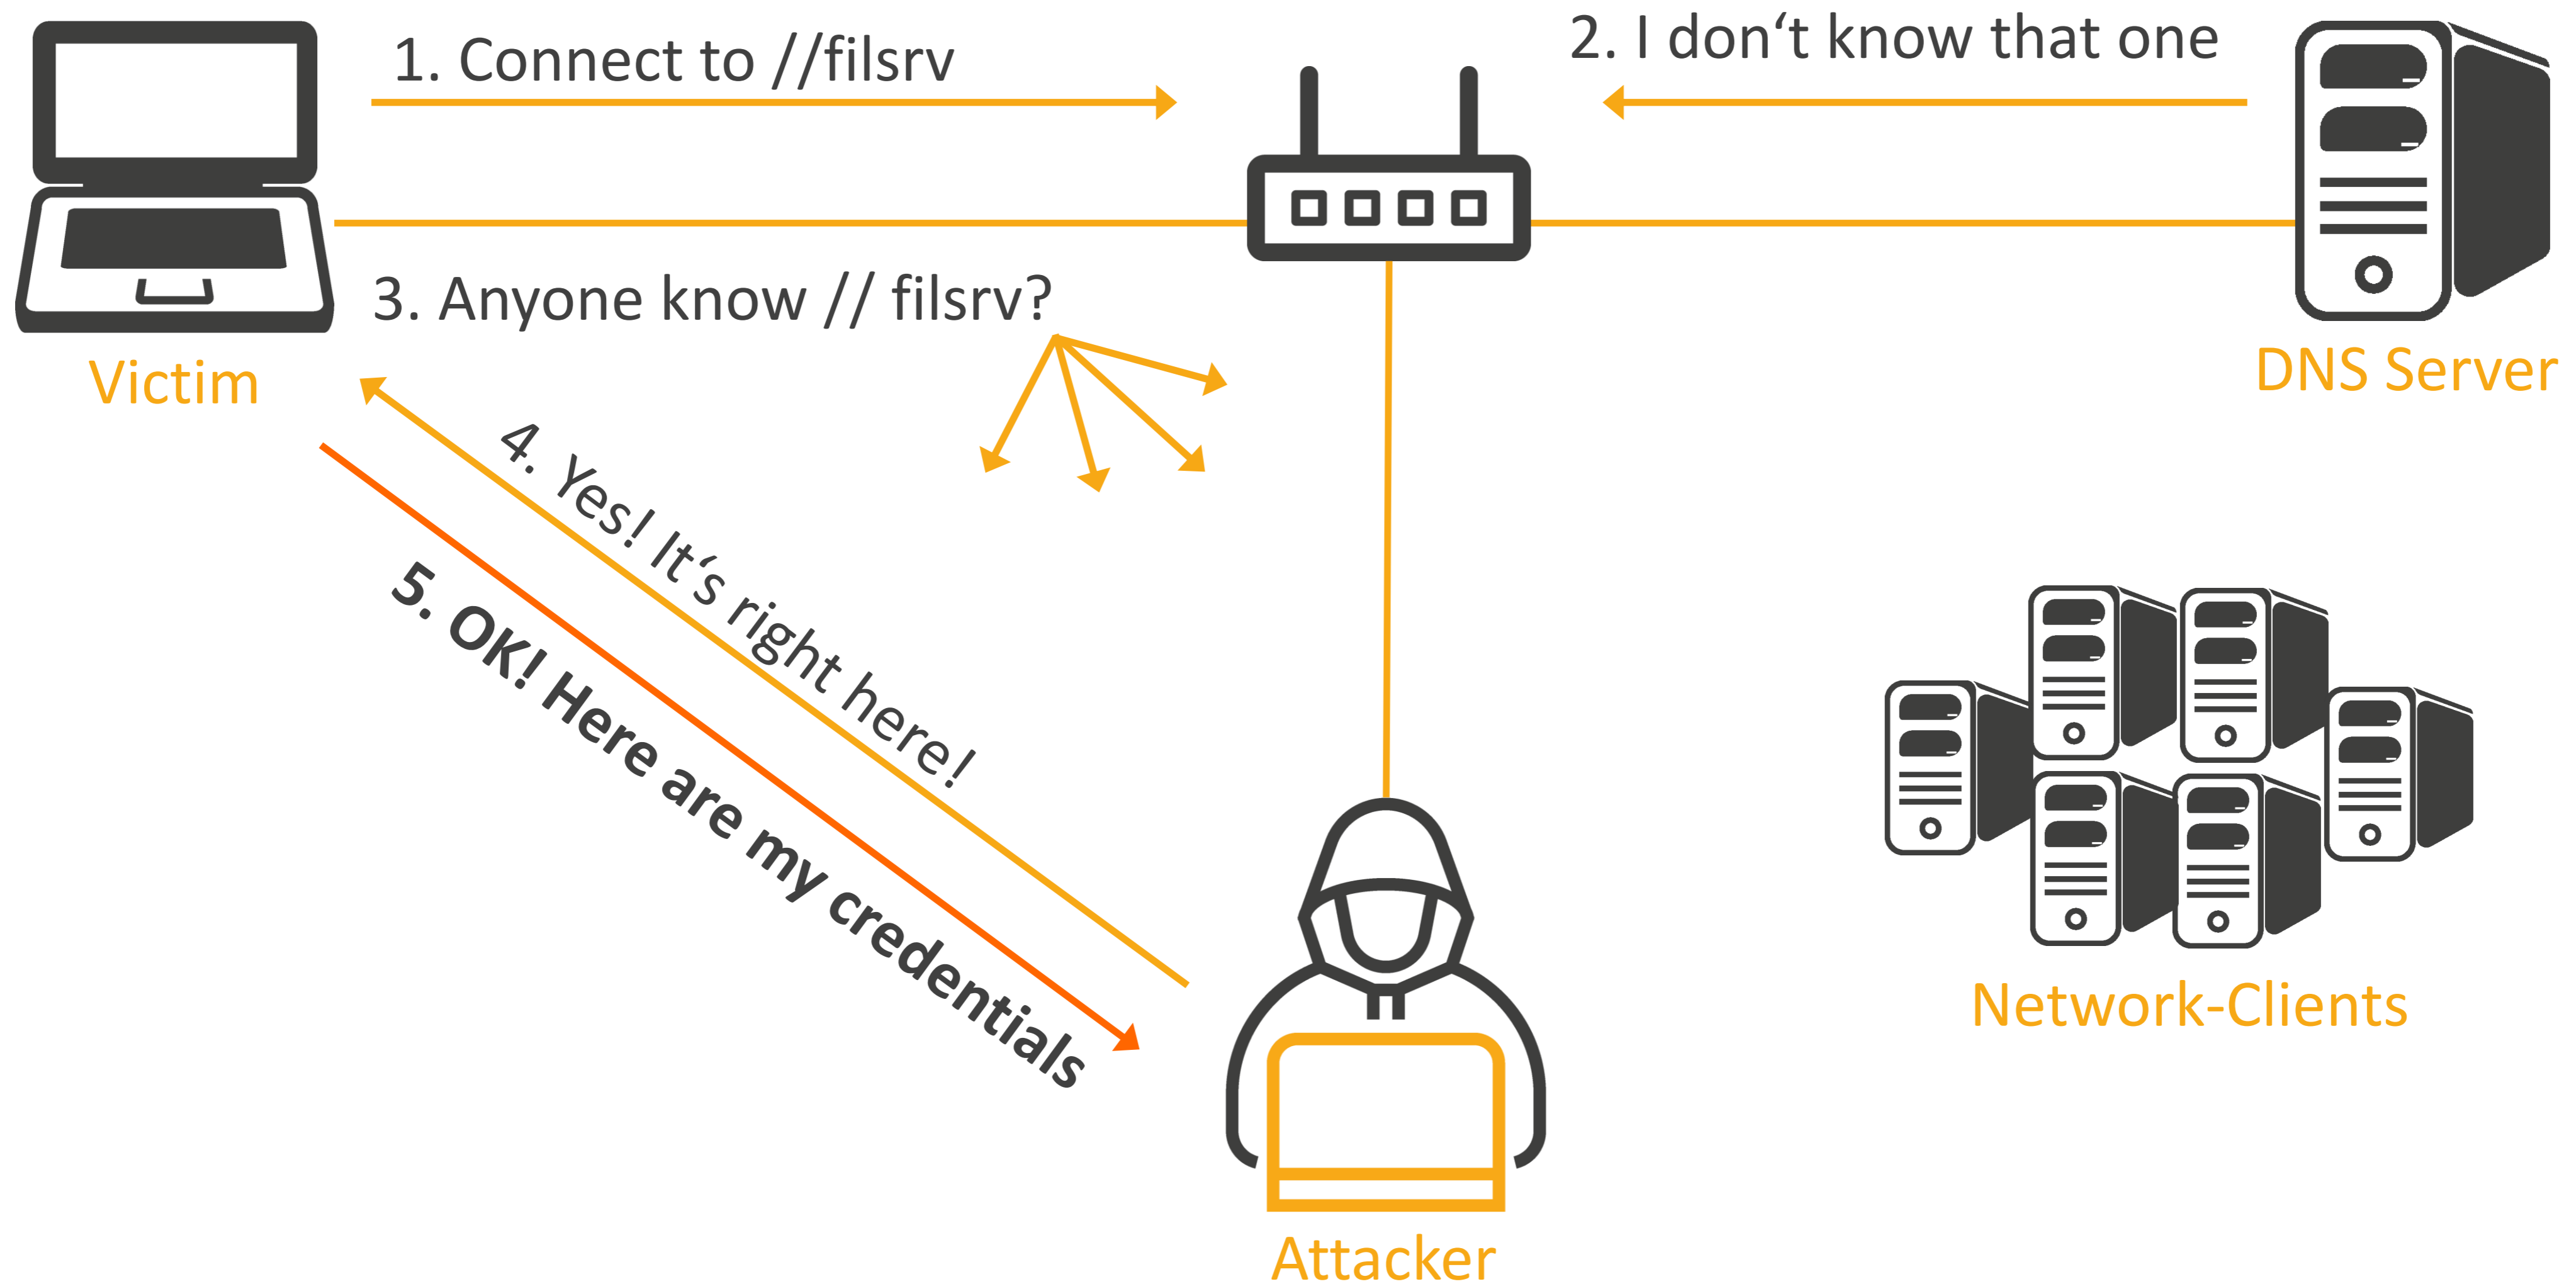 1. Connect to //filsrv
2. I don‘t know that one
3. Anyone know // filsrv?
Victim
DNS Server
4. Yes! It‘s right here!
5. OK! Here are my credentials
Network-Clients
Attacker